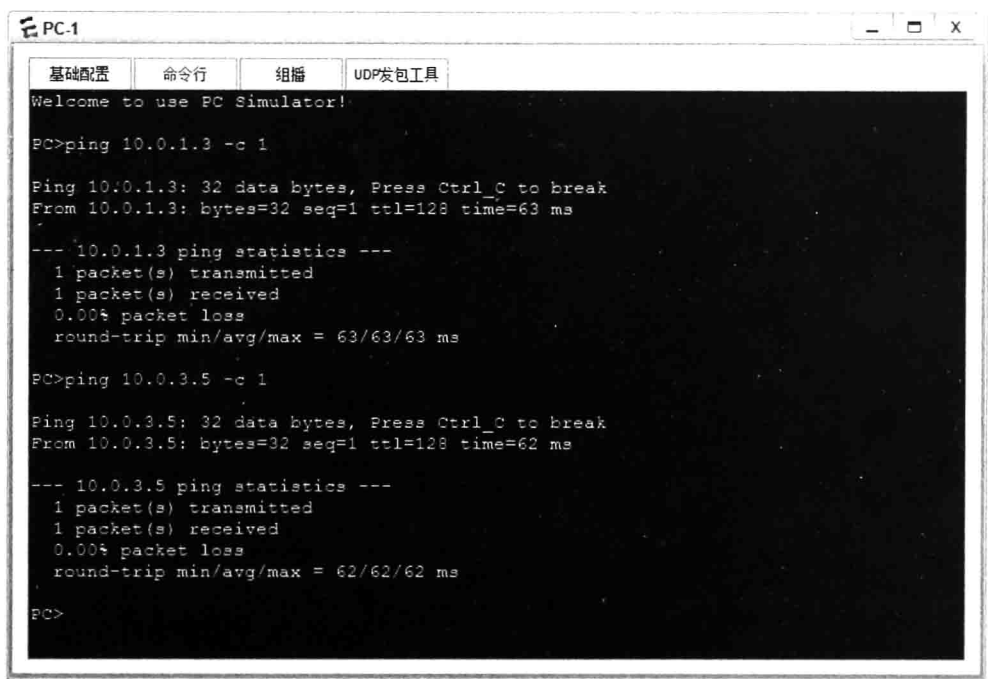 PC-1
基础配置 命令行 组播 UDP发包工具
Welcome to use PC Simulator!
PC>ping 10.0.1.3 -c 1
Ping 10.0.1.3: 32 data bytes, Press Ctrl_C to break
From 10.0.1.3: bytes=32 seq=1 ttl=128 time=63 ms
--- 10.0.1.3 ping statistics ---
1 packet(s) transmitted
1 packet(s) received
0.00% packet loss
round-trip min/avg/max = 63/63/63 ms
PC>ping 10.0.3.5 -c 1
Ping 10.0.3.5: 32 data bytes, Press Ctrl_C to break
From 10.0.3.5: bytes=32 seq=1 ttl=128 time=62 ms
--- 10.0.3.5 ping statistics ---
1 packet(s) transmitted
1 packet(s) received
0.00% packet loss
round-trip min/avg/max = 62/62/62 ms
PC>